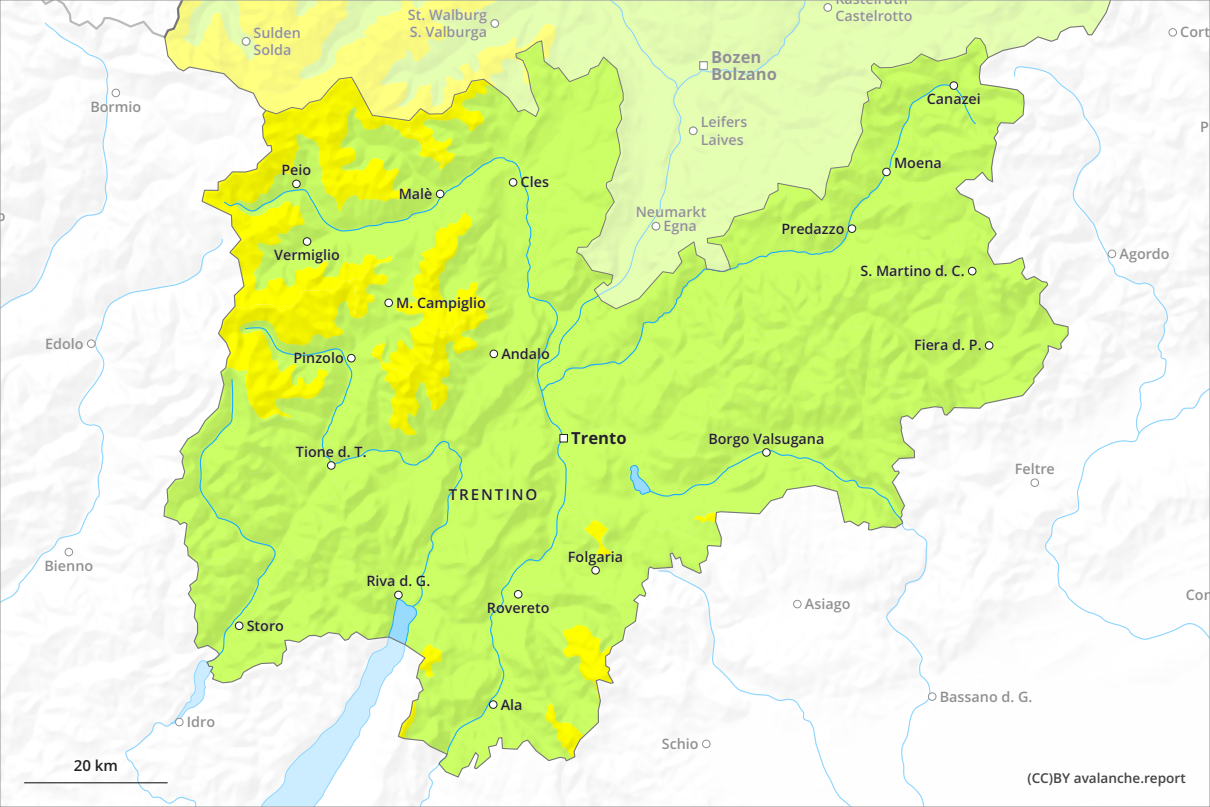 Kastelruth
Castelrotto
St. Walburg
S. Valburga
Sulden
Solda
Cort
Bozen
Bolzano
Bormio
Canazei
Leifers
Laives
Moena
Peio
Malè
Cles
Neumarkt
Egna
Predazzo
Vermiglio
Agordo
S. Martino d. C.
M. Campiglio
Edolo
Pinzolo
Andalo
Fiera d. P.
Trento
Borgo Valsugana
Tione d. T.
Feltre
TRENTINO
Bienno
Folgaria
Riva d. G.
Rovereto
Asiago
Cor
Storo
Bassano d. G.
Ala
Idro
Schio
20 km
(CC)BY avalanche.report